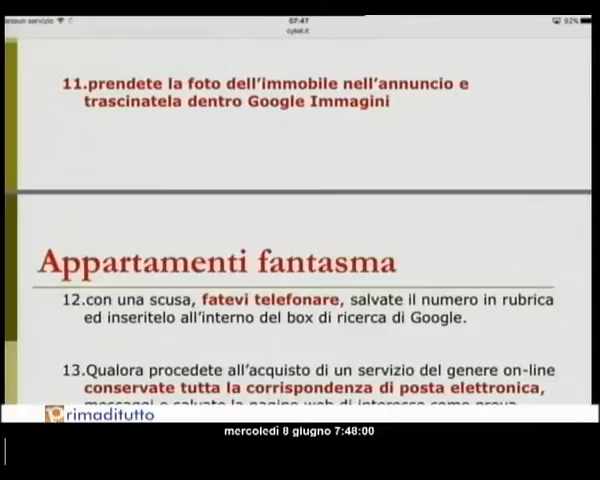 servizio
07:47
92%
cybait.it
11.prendete la foto dell'immobile nell'annuncio e
trascinatela dentro Google Immagini
Appartamenti fantasma
12.con una scusa, fatevi telefonare, salvate il numero in rubrica
ed inseritelo all'interno del box di ricerca di Google.
13.Qualora procedete all'acquisto di un servizio del genere on-line
conservate tutta la corrispondenza di posta elettronica,
rimaditutto
mercoledì 8 giugno 7:48:00